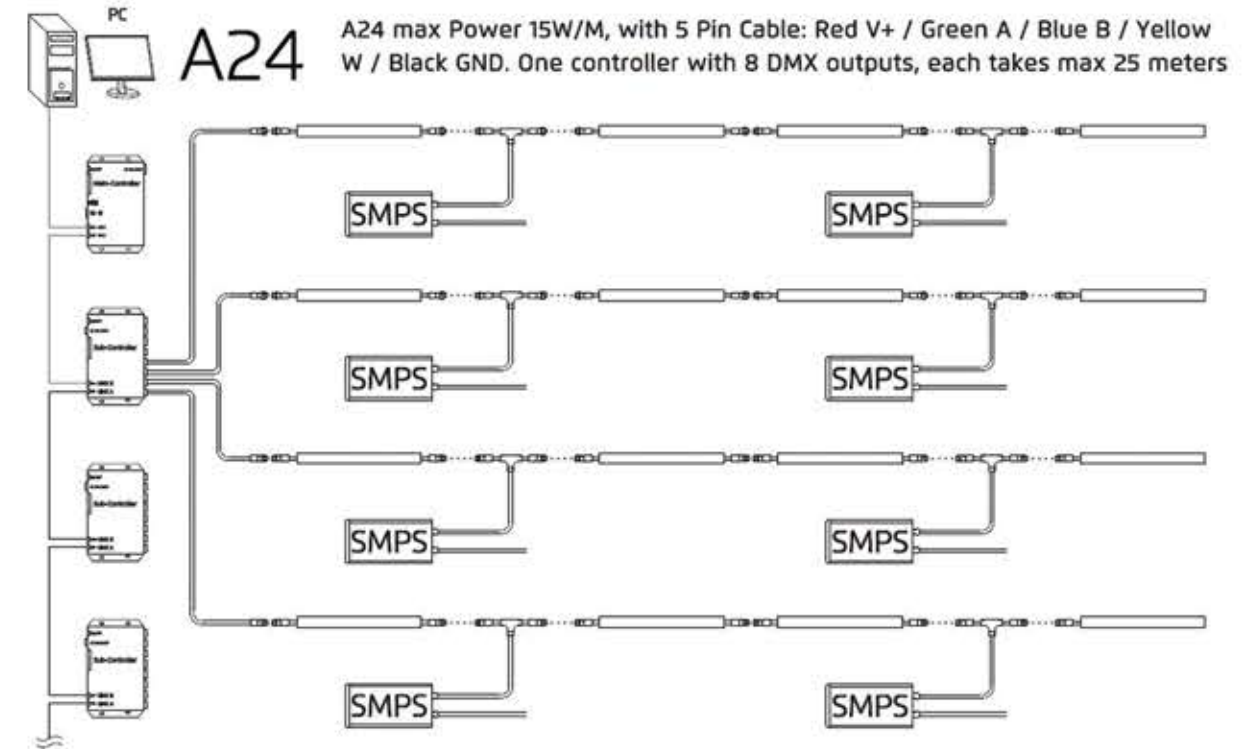 PC
A24
A24 max Power 15W/M, with 5 Pin Cable: Red V+ / Green A / Blue B / Yellow
W / Black GND. One controller with 8 DMX outputs, each takes max 25 meters
Main-Controller
SMPS
SMPS
Sub-Controller
SMPS
SMPS
Sub-Controller
SMPS
SMPS
Sub-Controller
SMPS
SMPS